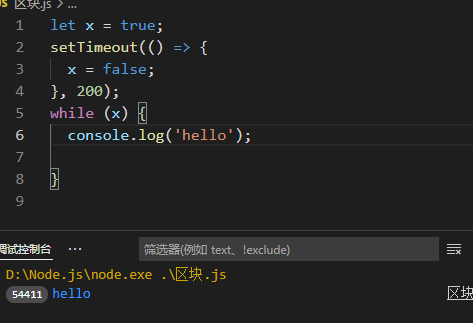 JS 区块.js > ...
1 let x = true;
2 setTimeout(() => {
3 x = false;
4 }, 200);
5 while (x) {
6 console.log('hello');
7
8 }
9
调试控制台 ··· 筛选器(例如 text、!exclude)
D:\Node.js\node.exe .\区块.js
54411 hello 区块